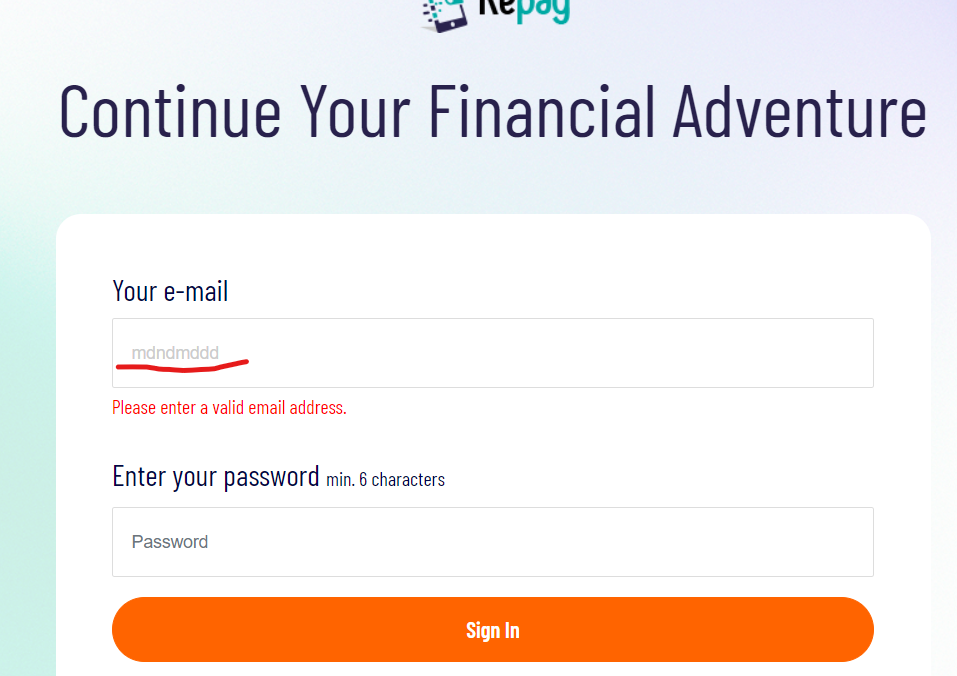 Repay
Continue Your Financial Adventure
Your e-mail
mdndmddd
Please enter a valid email address.
Enter your password min. 6 characters
Password
Sign In